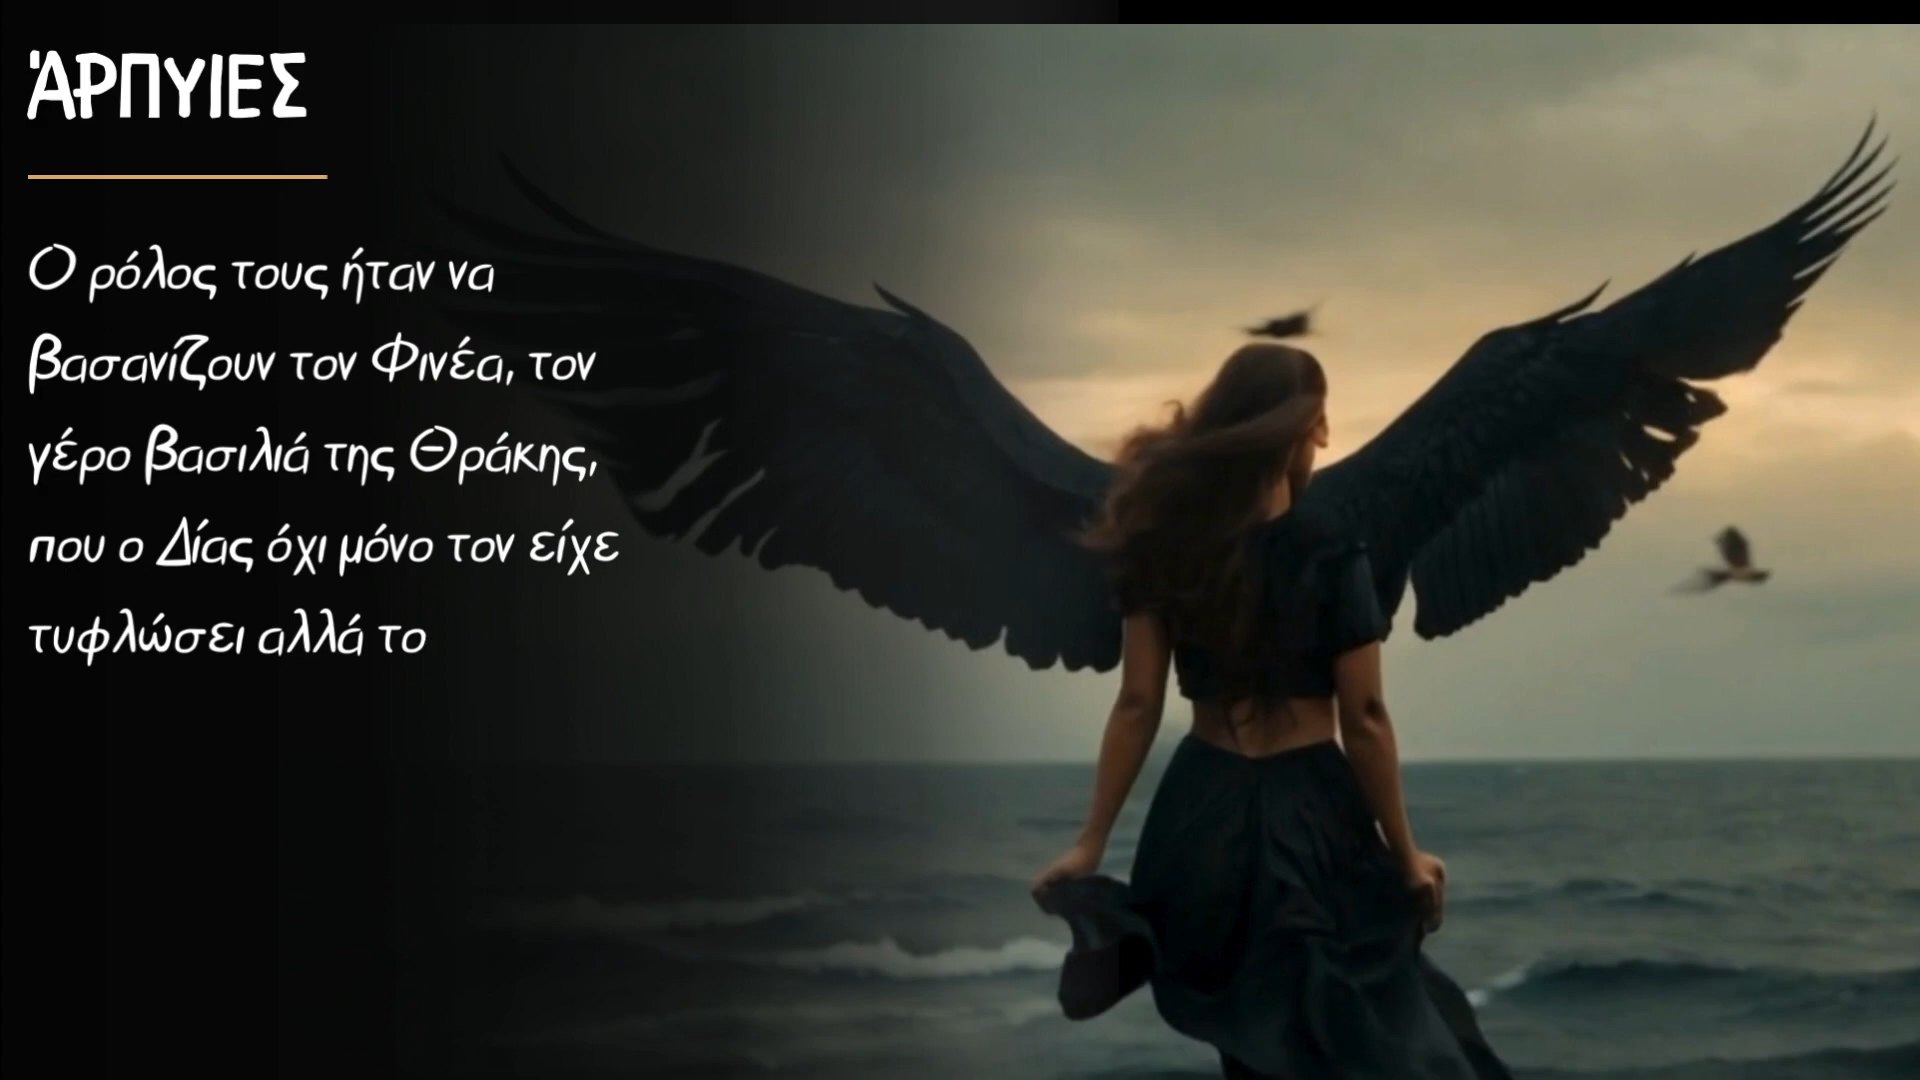 ἍΡΠΥΙΕΣ
Ο ρόλος τους ήταν να
βασανίζουν τον Φινέα, τον
γέρο βασιλιά της Θράκης,
που ο Δίας όχι μόνο τον είχε
τυφλώσει αλλά το